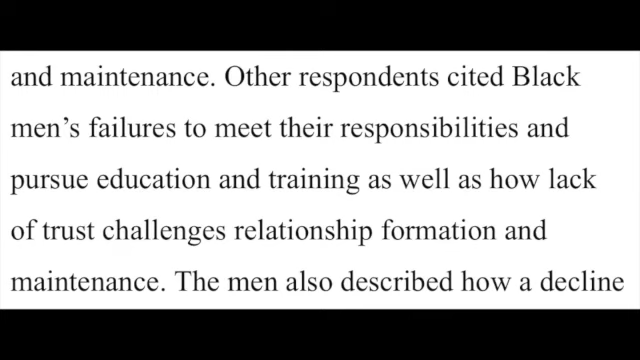 and maintenance. Other respondents cited Black
men's failures to meet their responsibilities and
pursue education and training as well as how lack
of trust challenges relationship formation and
maintenance. The men also described how a decline